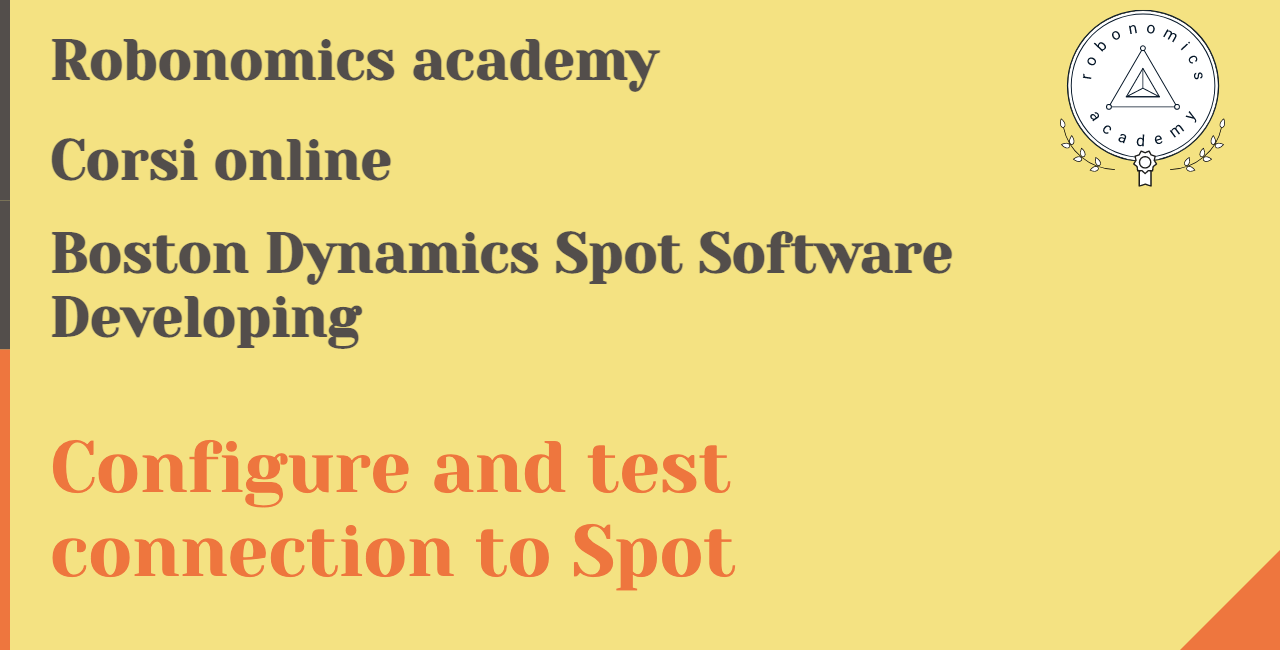 Robonomics academy
robonomics
academy
Corsi online
Boston Dynamics Spot Software
Developing
Configure and test
connection to Spot